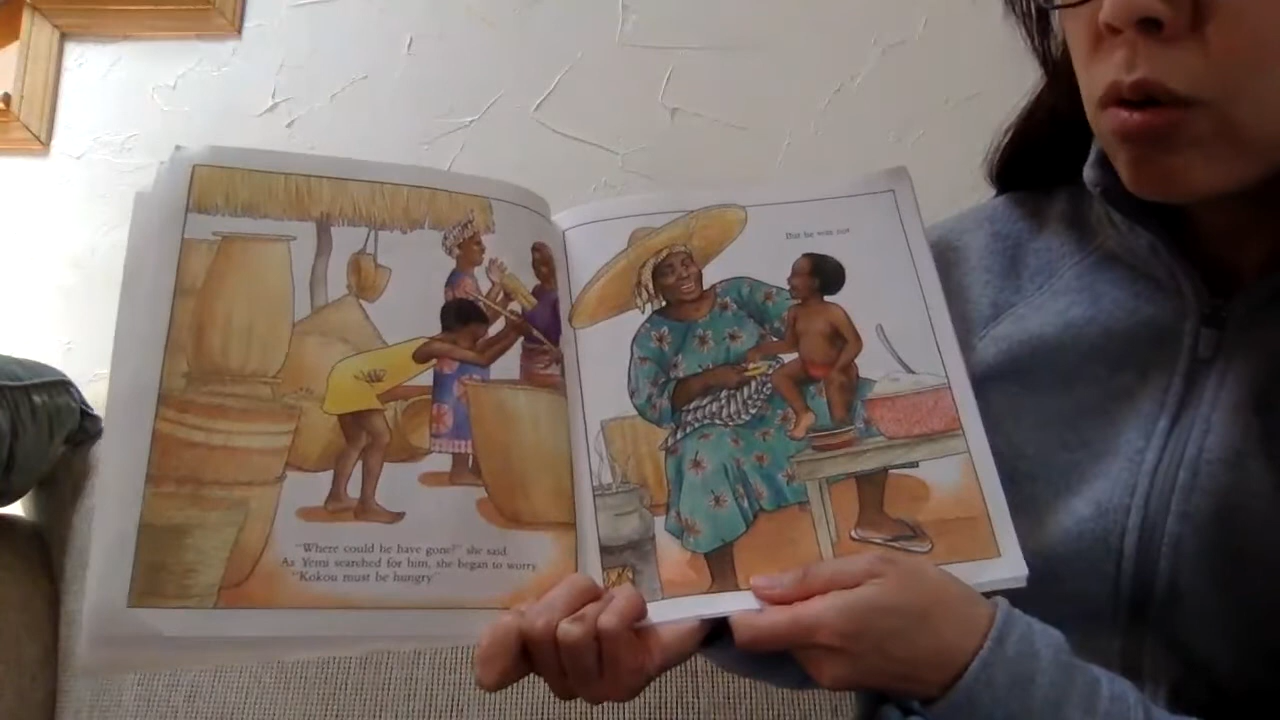 "Where could he have gone?" she said.
As Yemi searched for him, she began to worry.
"Kokou must be hungry."
But he was not.